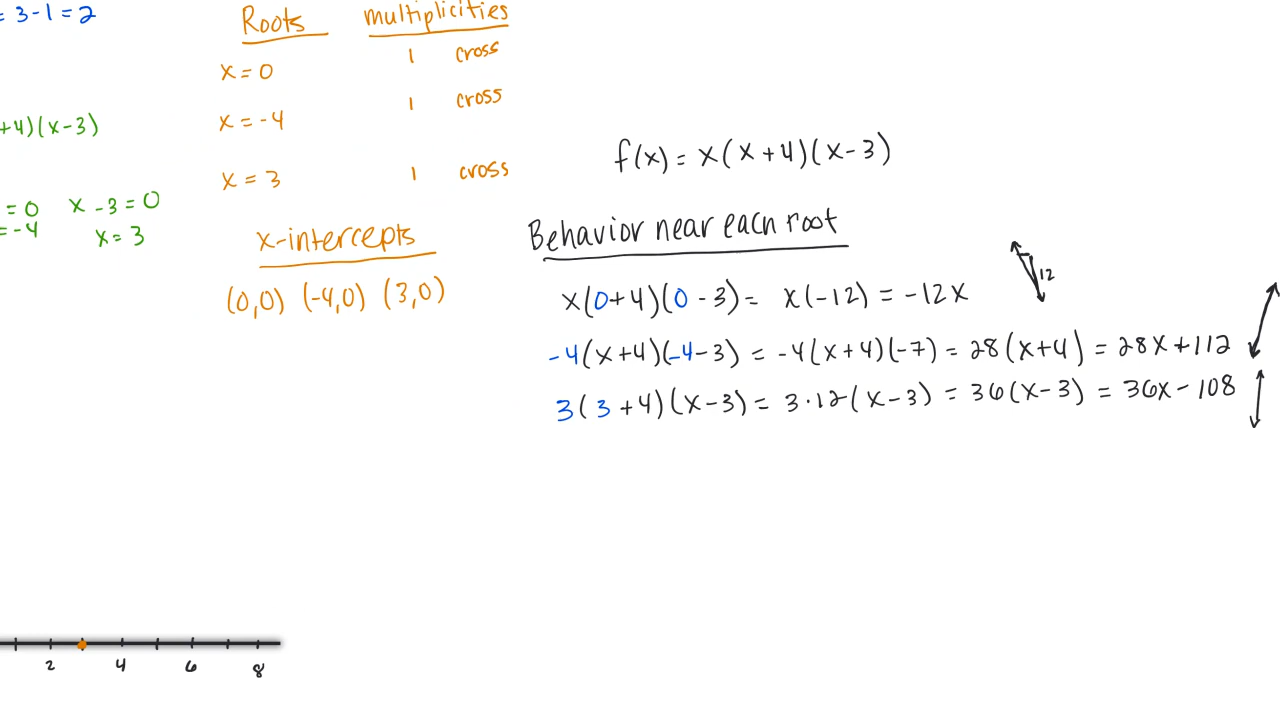 = 3-1 = 2
+4)(x-3)
= 0 x-3=0
= -4 x=3
Roots multiplicities
x = 0 1 cross
x = -4 1 cross
x = 3 1 cross
x-intercepts
(0,0) (-4,0) (3,0)
f(x) = x(x+4)(x-3)
Behavior near each root
x(0+4)(0-3) = x(-12) = -12x
12
-4(x+4)(-4-3) = -4(x+4)(-7) = 28(x+4) = 28x+112
3(3+4)(x-3) = 3·12(x-3) = 36(x-3) = 36x-108
2 4 6 8